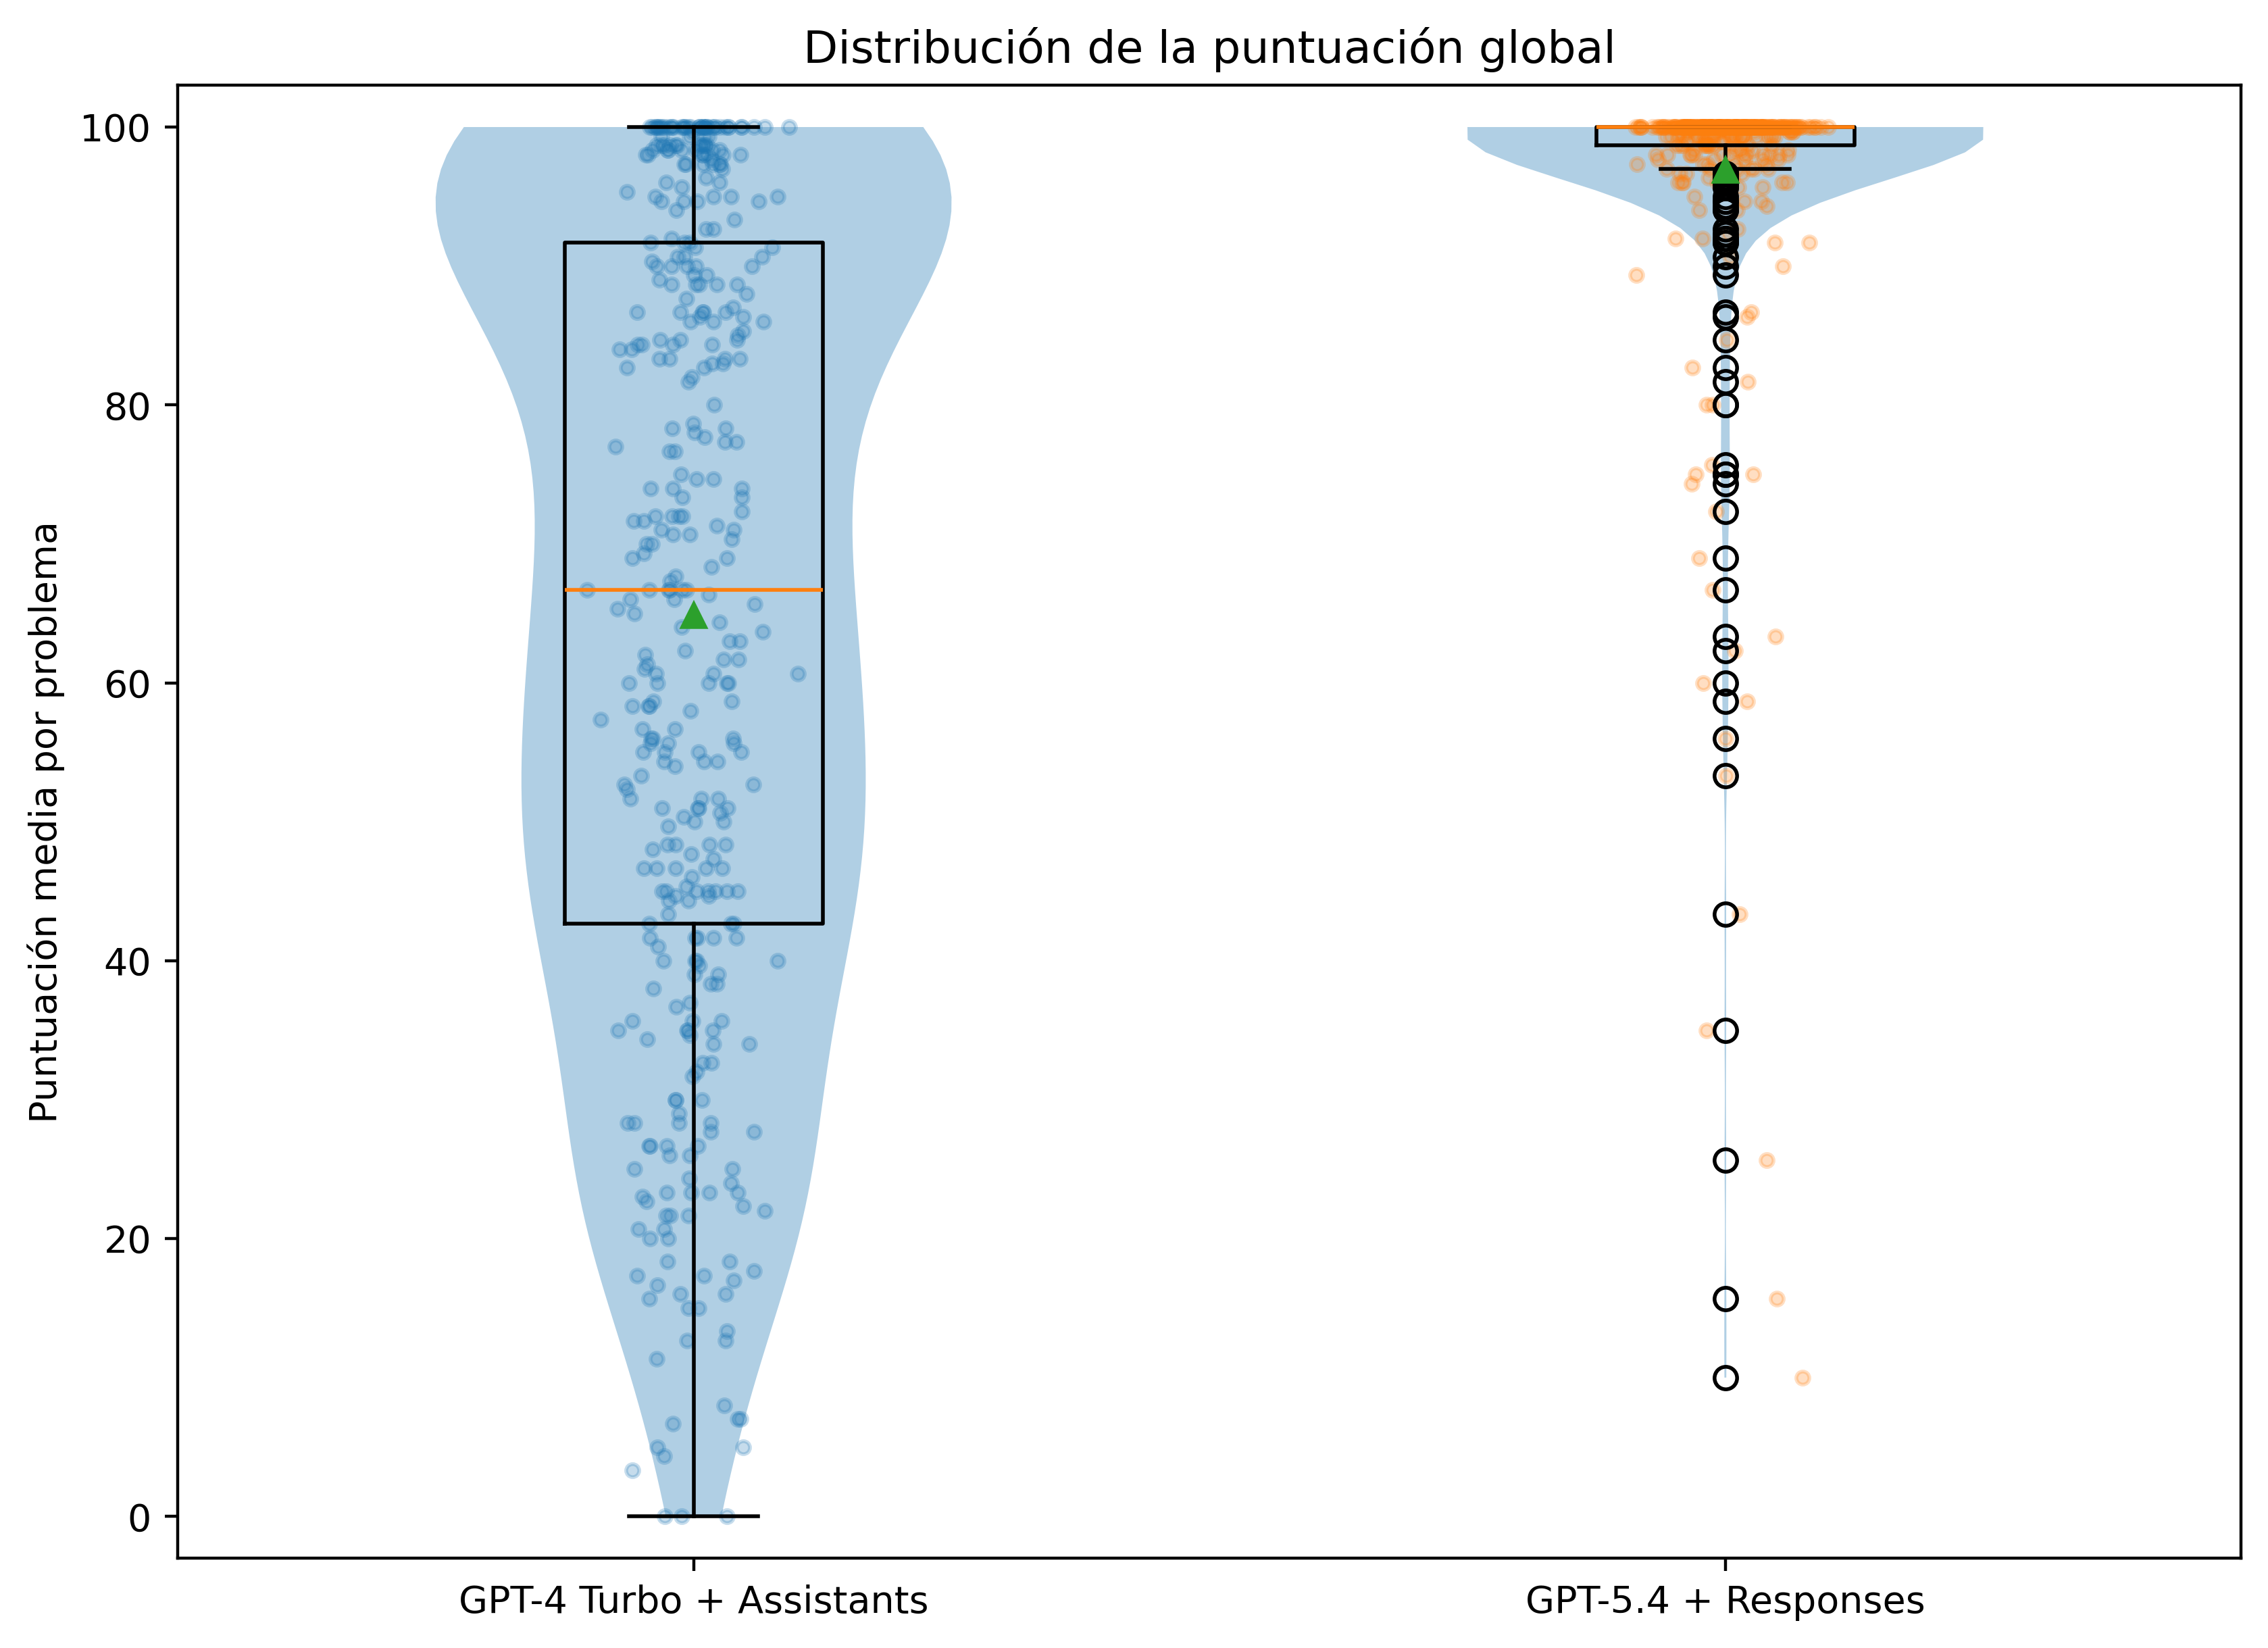 Distribución de la puntuación global
Puntuación media por problema
100
80
60
40
20
0
GPT-4 Turbo + Assistants
GPT-5.4 + Responses